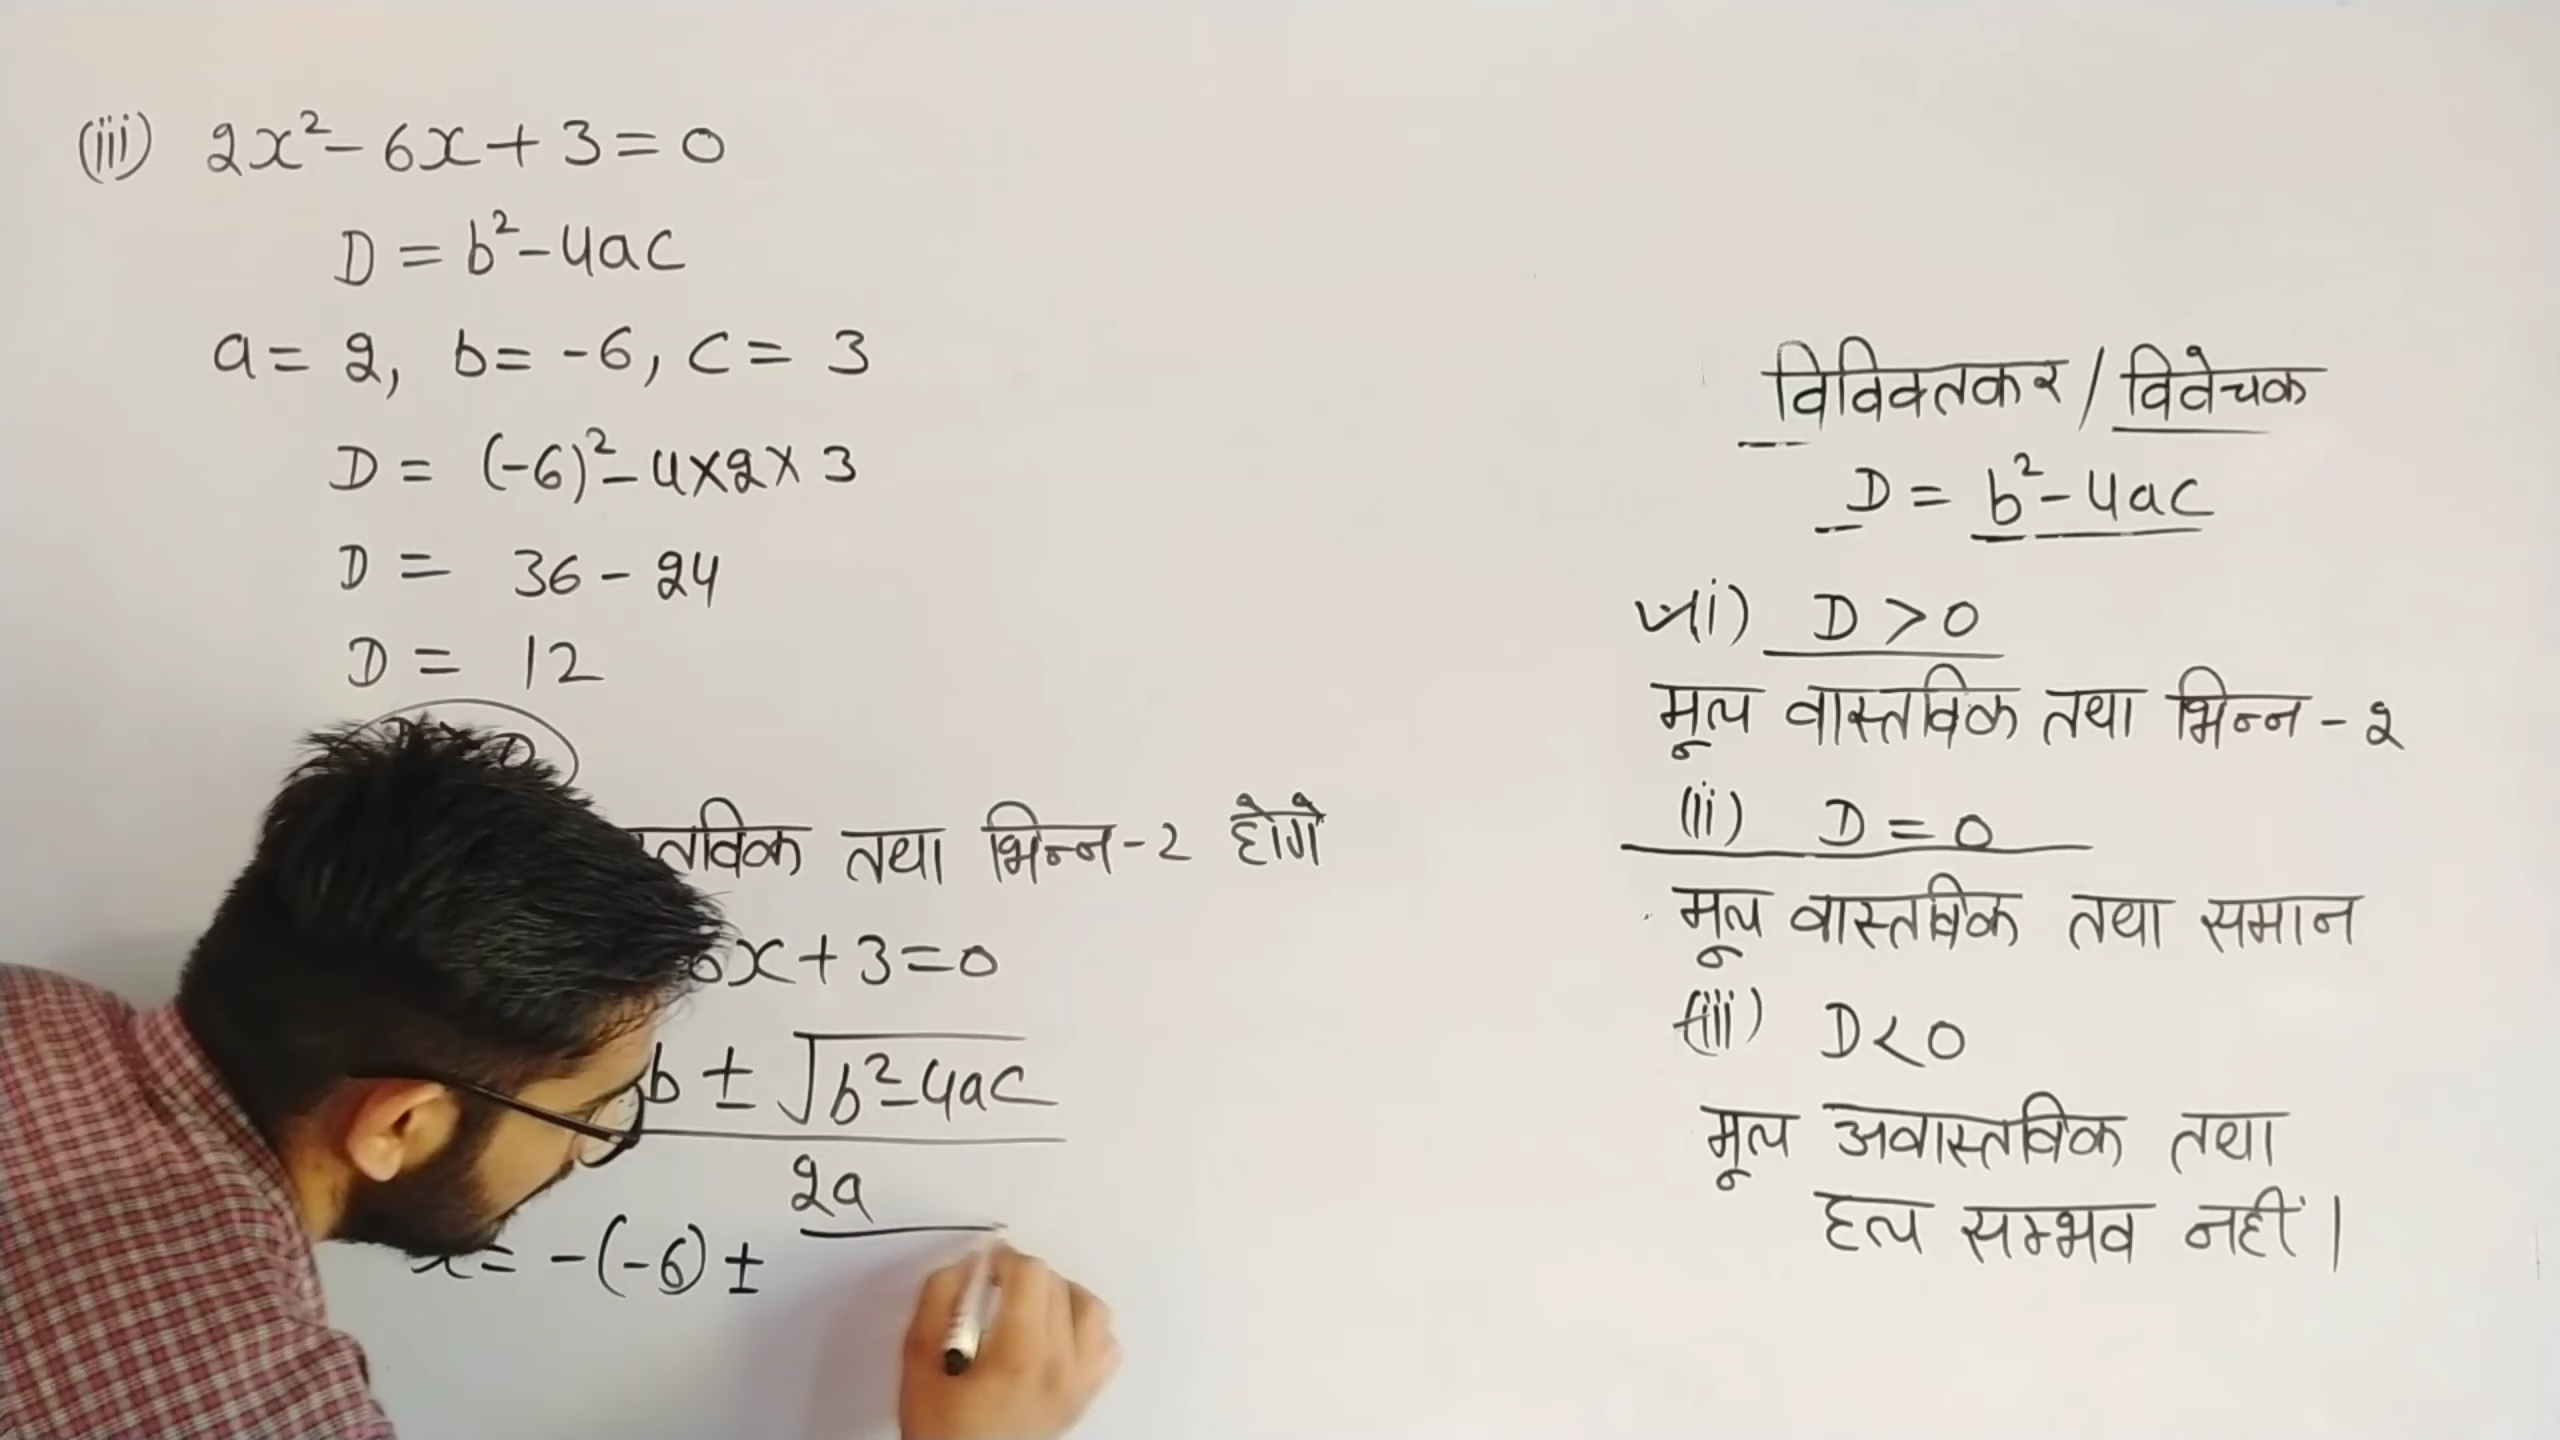 (iii) 2x² - 6x + 3 = 0
D = b² - 4ac
a = 2, b = -6, c = 3
D = (-6)² - 4×2×3
D = 36 - 24
D = 12
तथा भिन्न-2 होगे
x + 3 = 0
b ± √b² - 4ac
2a
x = -(-6) ±
विविक्तकर / विवेचक
D = b² - 4ac
(i) D > 0
मूल वास्तविक तथा भिन्न-२
(ii) D = 0
मूल वास्तविक तथा समान
(iii) D < 0
मूल अवास्तविक तथा
हल सम्भव नहीं।